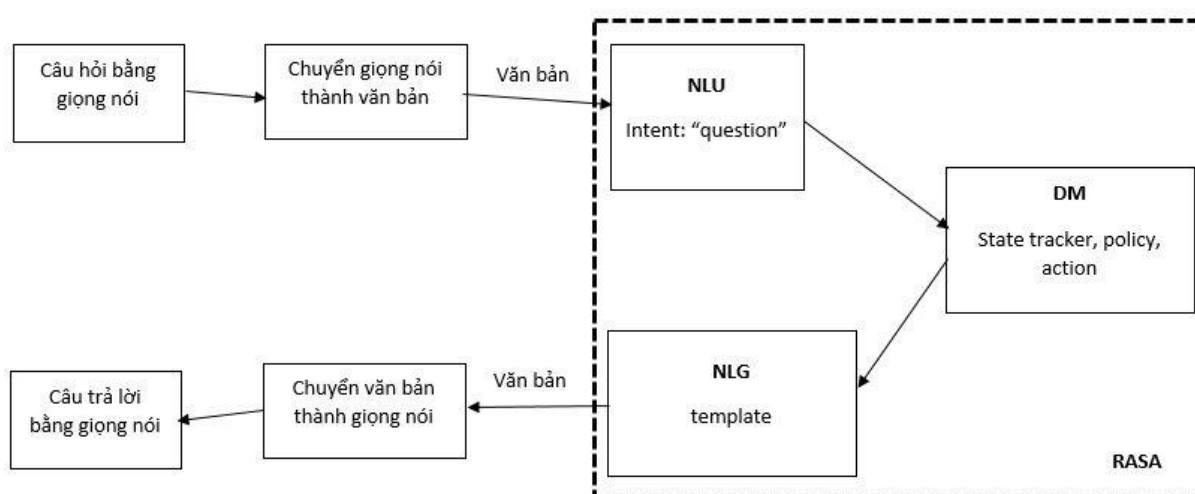 Câu hỏi bằng
giọng nói
Chuyển giọng nói
thành văn bản
Văn bản
NLU
Intent: “question”
DM
State tracker, policy,
action
NLG
template
Văn bản
Chuyển văn bản
thành giọng nói
Câu trả lời
bằng giọng nói
RASA